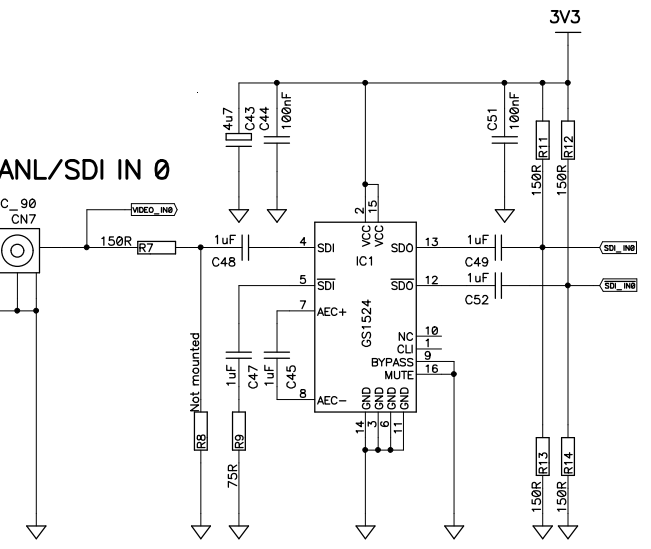 3V3
4u7
C43
C44
100nF
C51
100nF
R11
150R
R12
150R
ANL/SDI IN 0
C_90
CN7
VIDEO_IN0
150R
R7
1uF
C48
2
15
VCC
VCC
4
SDI
SDO
13
1uF
C49
SDI_IN0
IC1
5
SDI
SDO
12
1uF
C52
SDI_IN0
7
AEC+
GS1524
NC
10
CLI
1
BYPASS
9
MUTE
16
Not mounted
1uF
C47
1uF
C45
8
AEC-
GND
GND
GND
GND
14
3
6
11
R8
R9
75R
R13
150R
R14
150R